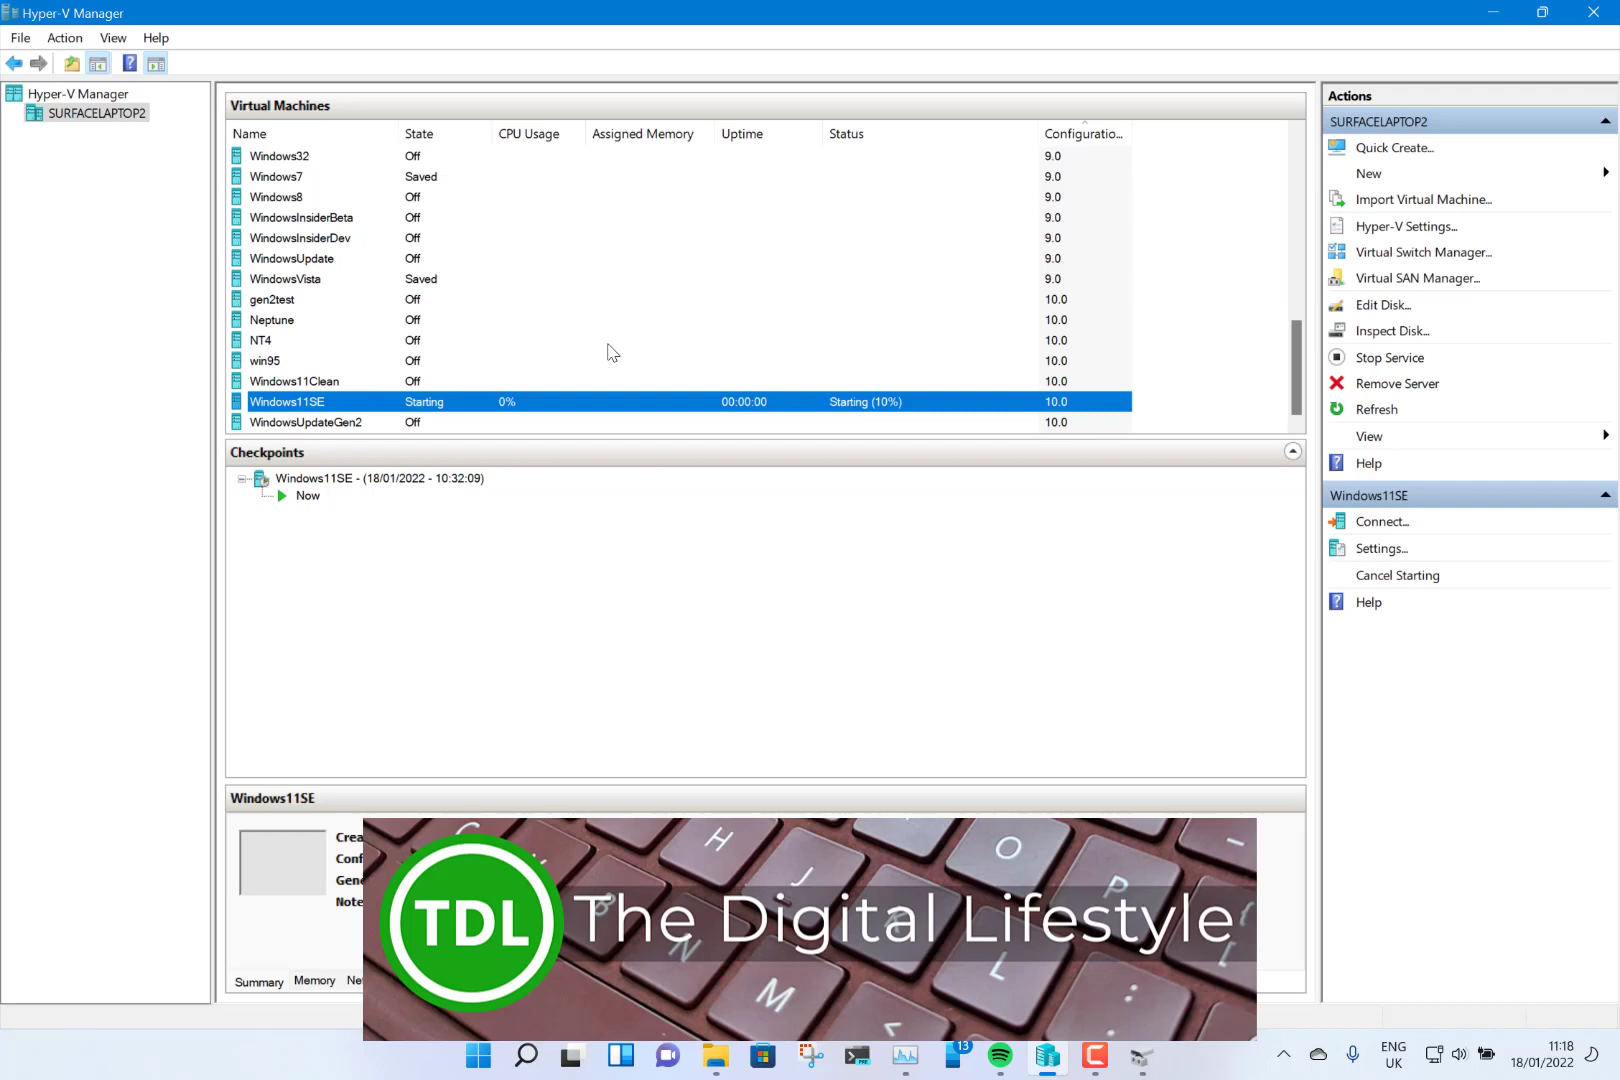 Hyper-V Manager
File Action View Help
Hyper-V Manager
SURFACELAPTOP2
Virtual Machines
Name State CPU Usage Assigned Memory Uptime Status Configuratio...
Windows32 Off 9.0
Windows7 Saved 9.0
Windows8 Off 9.0
WindowsInsiderBeta Off 9.0
WindowsInsiderDev Off 9.0
WindowsUpdate Off 9.0
WindowsVista Saved 9.0
gen2test Off 10.0
Neptune Off 10.0
NT4 Off 10.0
win95 Off 10.0
Windows11Clean Off 10.0
Windows11SE Starting 0% 00:00:00 Starting (10%) 10.0
WindowsUpdateGen2 Off 10.0
Checkpoints
Windows11SE - (18/01/2022 - 10:32:09)
Now
Windows11SE
Crea
Conf
Gene
Note
Summary Memory Net
Actions
SURFACELAPTOP2
Quick Create...
New
Import Virtual Machine...
Hyper-V Settings...
Virtual Switch Manager...
Virtual SAN Manager...
Edit Disk...
Inspect Disk...
Stop Service
Remove Server
Refresh
View
Help
Windows11SE
Connect...
Settings...
Cancel Starting
Help
TDL The Digital Lifestyle
H O P
J L
B N M
13
ENG
UK
11:18
18/01/2022